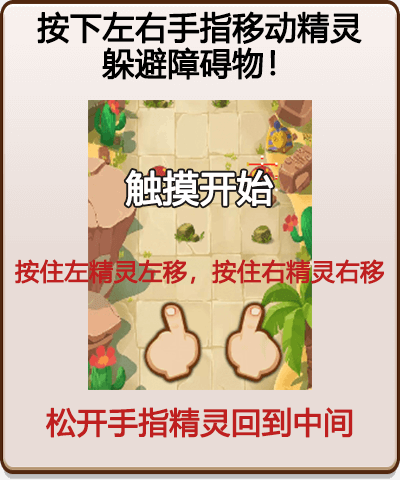 按下左右手指移动精灵
躲避障碍物！
触摸开始
按住左精灵左移，按住右精灵右移
松开手指精灵回到中间